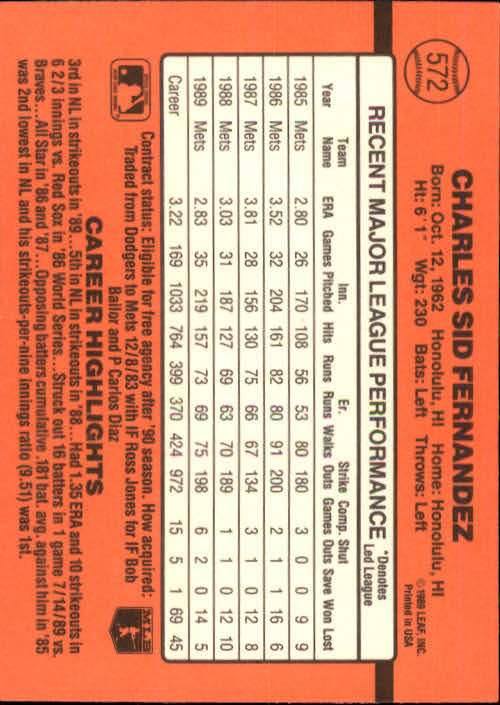 572
CHARLES SID FERNANDEZ
Born: Oct. 12, 1962 Honolulu, HI Home: Honolulu, HI
Ht: 6'1" Wgt: 230 Bats: Left Throws: Left
©1989 LEAF, INC.
Printed in USA
RECENT MAJOR LEAGUE PERFORMANCE *Denotes Led League
Year Team Name ERA Games Inn. Pitched Hits Runs Er. Runs Walks Strike Outs Comp. Games Shut Outs Save Won Lost
1985 Mets 2.80 26 170 108 56 53 80 180 3 0 0 9 9
1986 Mets 3.52 32 204 161 82 80 91 200 2 1 1 16 6
1987 Mets 3.81 28 156 130 75 66 67 134 3 1 0 12 8
1988 Mets 3.03 31 187 127 69 63 70 189 1 1 0 12 10
1989 Mets 2.83 35 219 157 73 69 75 198 6 2 0 14 5
Career 3.22 169 1033 764 399 370 424 972 15 5 1 69 45
Contract status: Eligible for free agency after '90 season. How acquired:
Traded from Dodgers to Mets 12/8/83 with IF Ross Jones for IF Bob
Bailor and P Carlos Diaz
MLB
CAREER HIGHLIGHTS
3rd in NL in strikeouts in '89...5th in NL in strikeouts in '88...Had 1.35 ERA and 10 strikeouts in
6 2/3 innings vs. Red Sox in '86 World Series...Struck out 16 batters in 1 game 7/14/89 vs.
Braves...All Star in '86 and '87...Opposing batters cumulative .181 bat. avg. against him in '85
was 2nd lowest in NL and his strikeouts-per-nine innings ratio (9.51) was 1st.